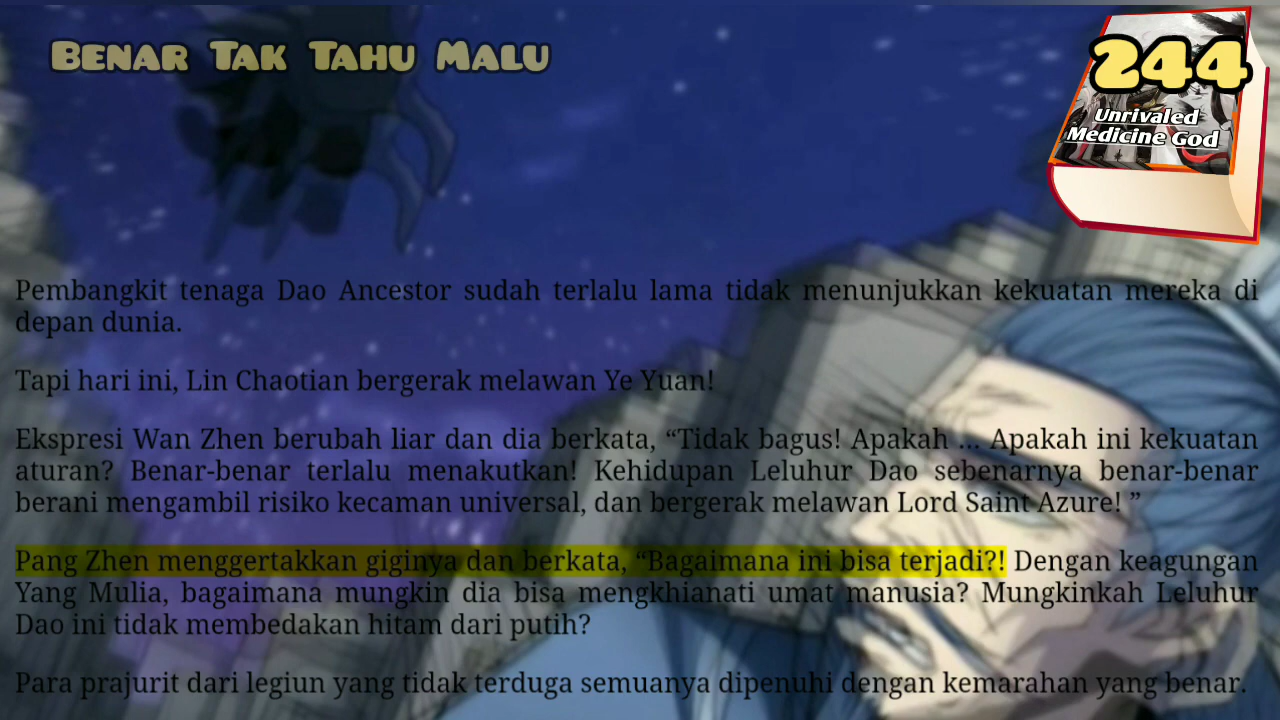 Benar Tak Tahu Malu
244
Unrivaled
Medicine God
Pembangkit tenaga Dao Ancestor sudah terlalu lama tidak menunjukkan kekuatan mereka di
depan dunia.
Tapi hari ini, Lin Chaotian bergerak melawan Ye Yuan!
Ekspresi Wan Zhen berubah liar dan dia berkata, “Tidak bagus! Apakah ... Apakah ini kekuatan
aturan? Benar-benar terlalu menakutkan! Kehidupan Leluhur Dao sebenarnya benar-benar
berani mengambil risiko kecaman universal, dan bergerak melawan Lord Saint Azure! ”
Pang Zhen menggertakkan giginya dan berkata, “Bagaimana ini bisa terjadi?! Dengan keagungan
Yang Mulia, bagaimana mungkin dia bisa mengkhianati umat manusia? Mungkinkah Leluhur
Dao ini tidak membedakan hitam dari putih?
Para prajurit dari legiun yang tidak terduga semuanya dipenuhi dengan kemarahan yang benar.